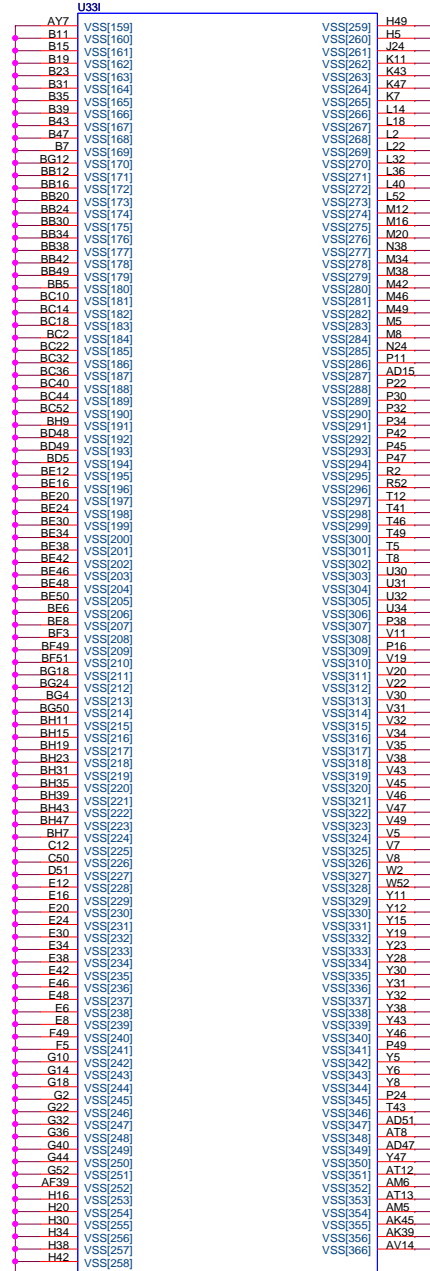 U33I
AY7 VSS[159]
B11 VSS[160]
B15 VSS[161]
B19 VSS[162]
B23 VSS[163]
B31 VSS[164]
B35 VSS[165]
B39 VSS[166]
B43 VSS[167]
B47 VSS[168]
B7 VSS[169]
BG12 VSS[170]
BB12 VSS[171]
BB16 VSS[172]
BB20 VSS[173]
BB24 VSS[174]
BB30 VSS[175]
BB34 VSS[176]
BB38 VSS[177]
BB42 VSS[178]
BB49 VSS[179]
BB5 VSS[180]
BC10 VSS[181]
BC14 VSS[182]
BC18 VSS[183]
BC2 VSS[184]
BC22 VSS[185]
BC32 VSS[186]
BC36 VSS[187]
BC40 VSS[188]
BC44 VSS[189]
BC52 VSS[190]
BH9 VSS[191]
BD48 VSS[192]
BD49 VSS[193]
BD5 VSS[194]
BE12 VSS[195]
BE16 VSS[196]
BE20 VSS[197]
BE24 VSS[198]
BE30 VSS[199]
BE34 VSS[200]
BE38 VSS[201]
BE42 VSS[202]
BE46 VSS[203]
BE48 VSS[204]
BE50 VSS[205]
BE6 VSS[206]
BE8 VSS[207]
BF3 VSS[208]
BF49 VSS[209]
BF51 VSS[210]
BG18 VSS[211]
BG24 VSS[212]
BG4 VSS[213]
BG50 VSS[214]
BH11 VSS[215]
BH15 VSS[216]
BH19 VSS[217]
BH23 VSS[218]
BH31 VSS[219]
BH35 VSS[220]
BH39 VSS[221]
BH43 VSS[222]
BH47 VSS[223]
BH7 VSS[224]
C12 VSS[225]
C50 VSS[226]
D51 VSS[227]
E12 VSS[228]
E16 VSS[229]
E20 VSS[230]
E24 VSS[231]
E30 VSS[232]
E34 VSS[233]
E38 VSS[234]
E42 VSS[235]
E46 VSS[236]
E48 VSS[237]
E6 VSS[238]
E8 VSS[239]
F49 VSS[240]
F5 VSS[241]
G10 VSS[242]
G14 VSS[243]
G18 VSS[244]
G2 VSS[245]
G22 VSS[246]
G32 VSS[247]
G36 VSS[248]
G40 VSS[249]
G44 VSS[250]
G52 VSS[251]
AF39 VSS[252]
H16 VSS[253]
H20 VSS[254]
H30 VSS[255]
H34 VSS[256]
H38 VSS[257]
H42 VSS[258]
VSS[259] H49
VSS[260] H5
VSS[261] J24
VSS[262] K11
VSS[263] K43
VSS[264] K47
VSS[265] K7
VSS[266] L14
VSS[267] L18
VSS[268] L2
VSS[269] L22
VSS[270] L32
VSS[271] L36
VSS[272] L40
VSS[273] L52
VSS[274] M12
VSS[275] M16
VSS[276] M20
VSS[277] N38
VSS[278] M34
VSS[279] M38
VSS[280] M42
VSS[281] M46
VSS[282] M49
VSS[283] M5
VSS[284] M8
VSS[285] N24
VSS[286] P11
VSS[287] AD15
VSS[288] P22
VSS[289] P30
VSS[290] P32
VSS[291] P34
VSS[292] P42
VSS[293] P45
VSS[294] P47
VSS[295] R2
VSS[296] R52
VSS[297] T12
VSS[298] T41
VSS[299] T46
VSS[300] T49
VSS[301] T5
VSS[302] T8
VSS[303] U30
VSS[304] U31
VSS[305] U32
VSS[306] U34
VSS[307] P38
VSS[308] V11
VSS[309] P16
VSS[310] V19
VSS[311] V20
VSS[312] V22
VSS[313] V30
VSS[314] V31
VSS[315] V32
VSS[316] V34
VSS[317] V35
VSS[318] V38
VSS[319] V43
VSS[320] V45
VSS[321] V46
VSS[322] V47
VSS[323] V49
VSS[324] V5
VSS[325] V7
VSS[326] V8
VSS[327] W2
VSS[328] W52
VSS[329] Y11
VSS[330] Y12
VSS[331] Y15
VSS[332] Y19
VSS[333] Y23
VSS[334] Y28
VSS[335] Y30
VSS[336] Y31
VSS[337] Y32
VSS[338] Y38
VSS[339] Y43
VSS[340] Y46
VSS[341] P49
VSS[342] Y5
VSS[343] Y6
VSS[344] Y8
VSS[345] P24
VSS[346] T43
VSS[347] AD51
VSS[348] AT8
VSS[349] AD47
VSS[350] Y47
VSS[351] AT12
VSS[352] AM6
VSS[353] AT13
VSS[354] AM5
VSS[355] AK45
VSS[356] AK39
VSS[366] AV14